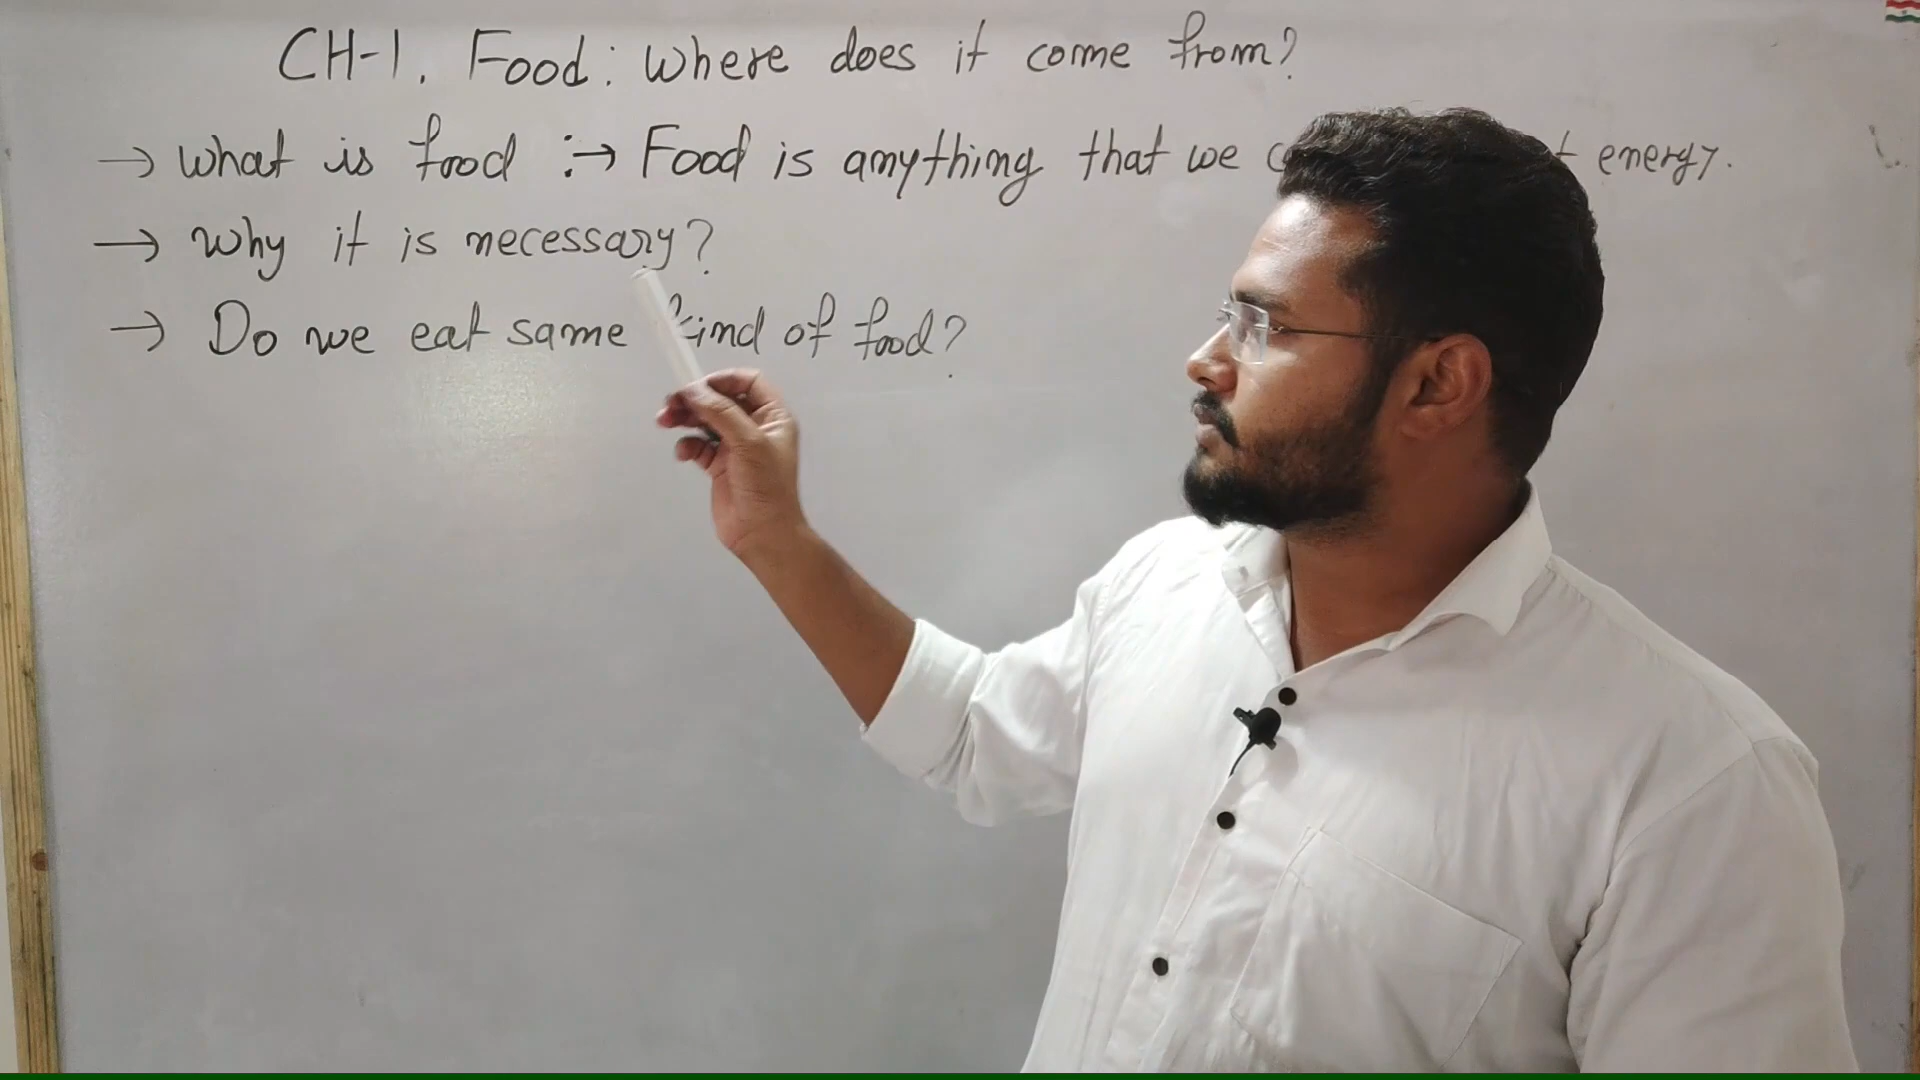 CH-1. Food: Where does it come from?
→ What is food :→ Food is anything that we energy.
→ Why it is necessary?
→ Do we eat same kind of food?